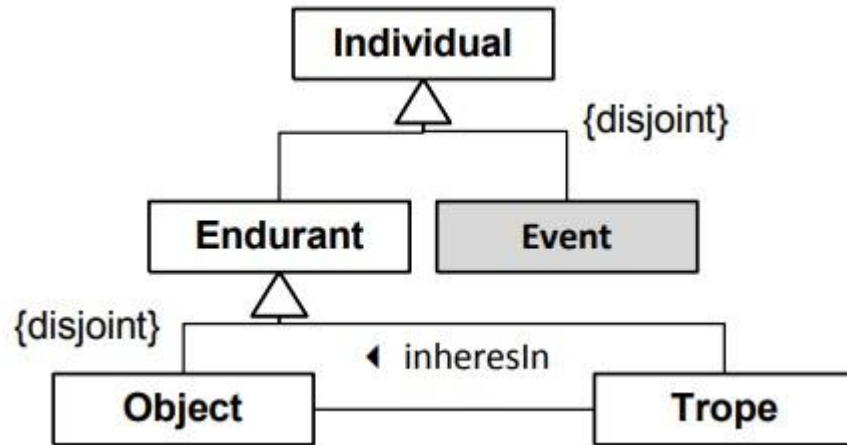 Individual
{disjoint}
Endurant
Event
{disjoint}
◄ inheresIn
Object
Trope